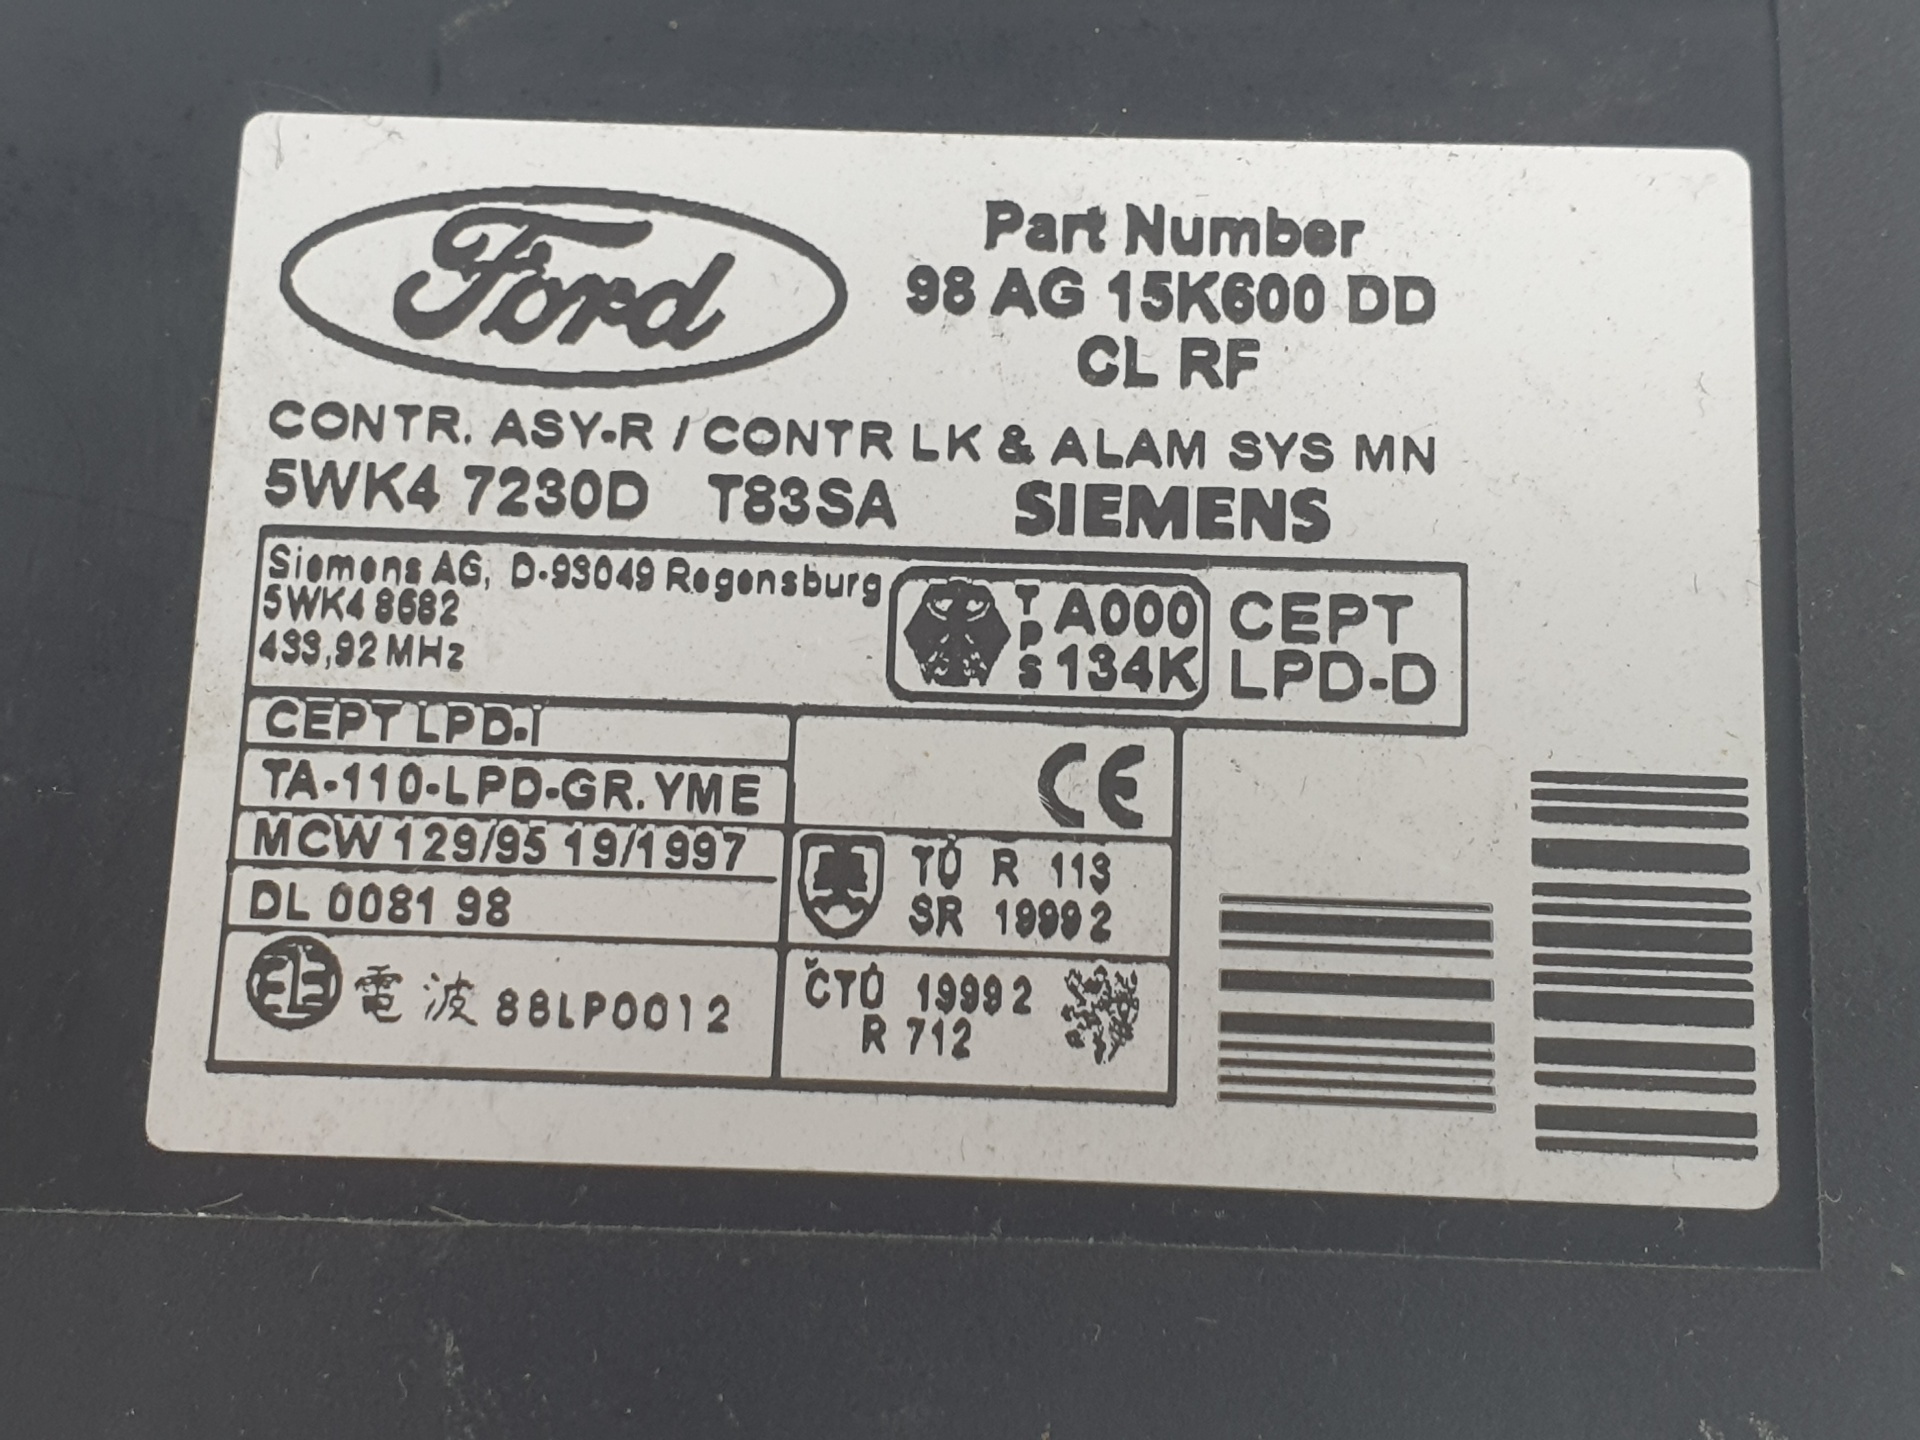 Ford
Part Number
98 AG 15K600 DD
CL RF
CONTR. ASY-R / CONTR LK & ALAM SYS MN
5WK4 7230D T83SA SIEMENS
Siemens AG, D-93049 Regensburg
5WK4 8682
433,92 MHz
TPS A000
134K
CEPT
LPD-D
CEPT LPD-I
CE
TA-110-LPD-GR. YME
MCW 129/95 19/1997
TÚ R 113
SR 1999 2
DL 0081 98
電波 88LP0012
ČTÚ 1999 2
R 712